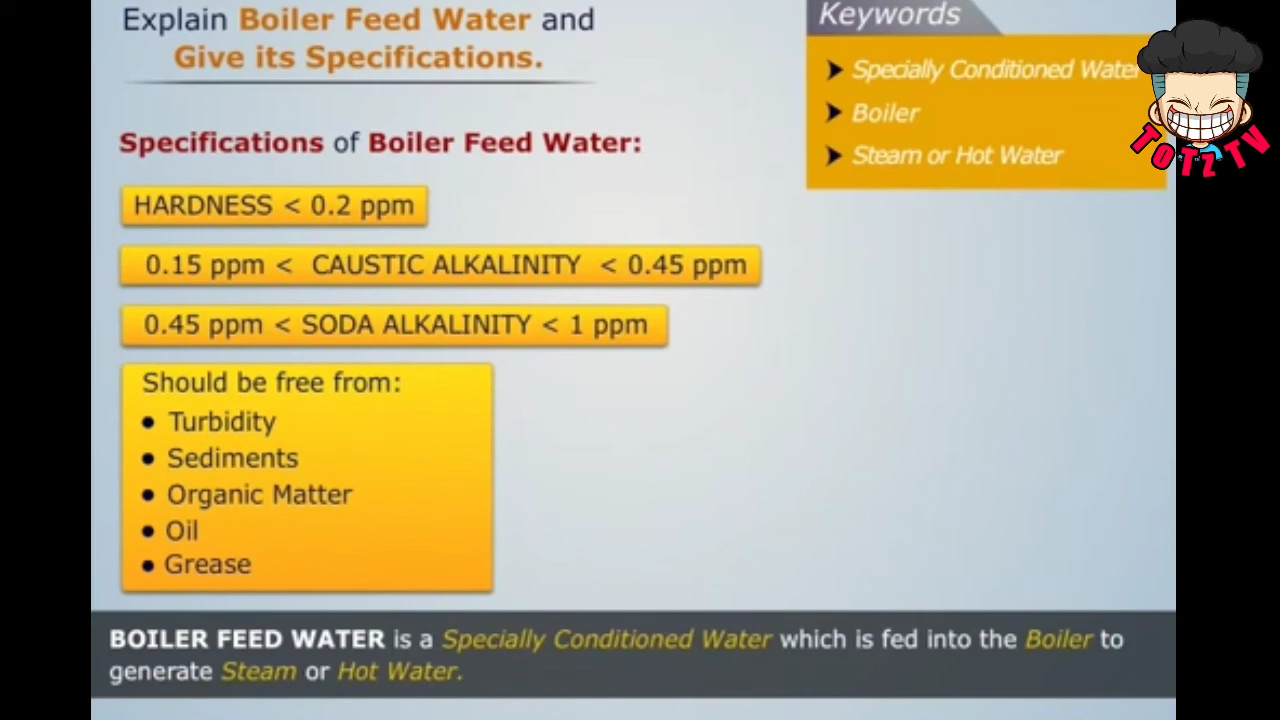 Explain Boiler Feed Water and
Give its Specifications.
Keywords
➤ Specially Conditioned Water
➤ Boiler
➤ Steam or Hot Water
TOTZ TV
Specifications of Boiler Feed Water:
HARDNESS < 0.2 ppm
0.15 ppm < CAUSTIC ALKALINITY < 0.45 ppm
0.45 ppm < SODA ALKALINITY < 1 ppm
Should be free from:
• Turbidity
• Sediments
• Organic Matter
• Oil
• Grease
BOILER FEED WATER is a Specially Conditioned Water which is fed into the Boiler to
generate Steam or Hot Water.